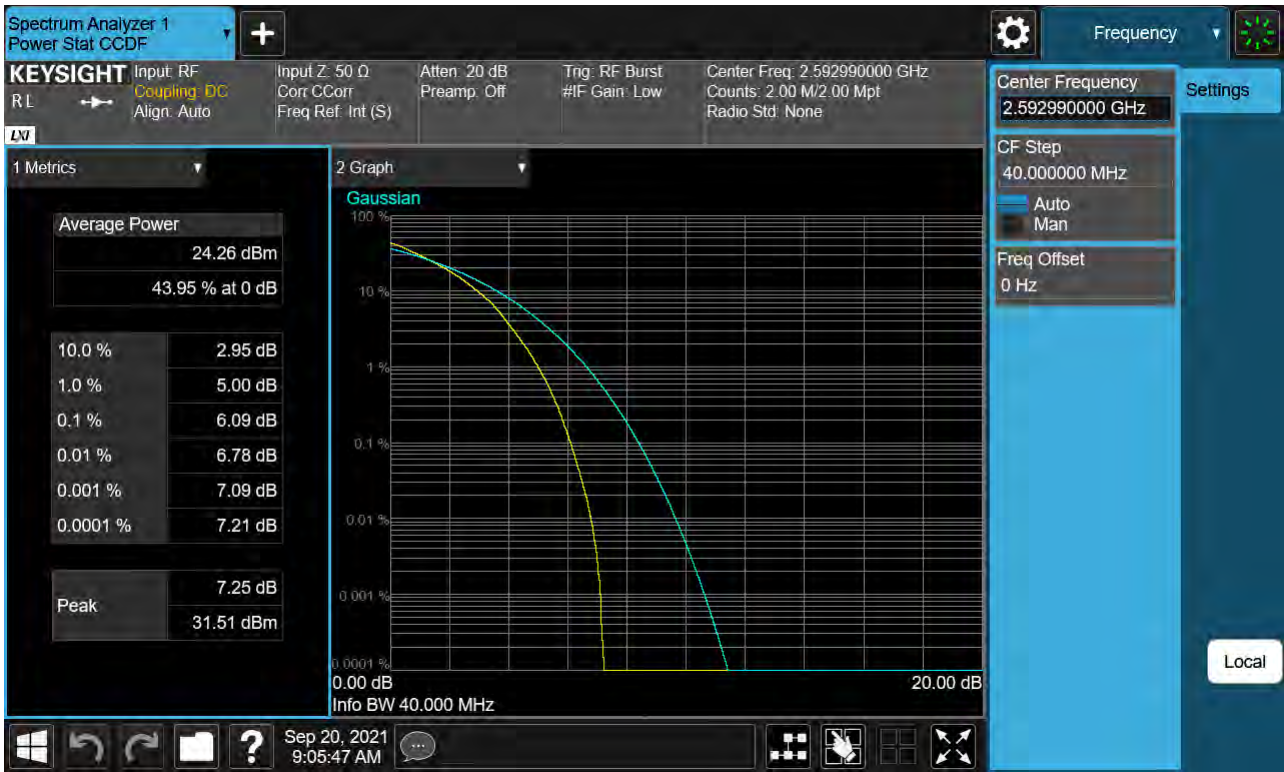 Spectrum Analyzer 1
Power Stat CCDF
Frequency
KEYSIGHT
RL
LXI
Input: RF
Coupling: DC
Align: Auto
Input Z: 50 Ω
Corr CCorr
Freq Ref: Int (S)
Atten: 20 dB
Preamp: Off
Trig: RF Burst
#IF Gain: Low
Center Freq: 2.592990000 GHz
Counts: 2.00 M/2.00 Mpt
Radio Std: None
Center Frequency
2.592990000 GHz
Settings
CF Step
40.000000 MHz
Auto
Man
Freq Offset
0 Hz
Local
1 Metrics
Average Power
24.26 dBm
43.95 % at 0 dB
10.0 % 2.95 dB
1.0 % 5.00 dB
0.1 % 6.09 dB
0.01 % 6.78 dB
0.001 % 7.09 dB
0.0001 % 7.21 dB
Peak
7.25 dB
31.51 dBm
2 Graph
Gaussian
100 %
10 %
1 %
0.1 %
0.01 %
0.001 %
0.0001 %
0.00 dB 20.00 dB
Info BW 40.000 MHz
?
Sep 20, 2021
9:05:47 AM